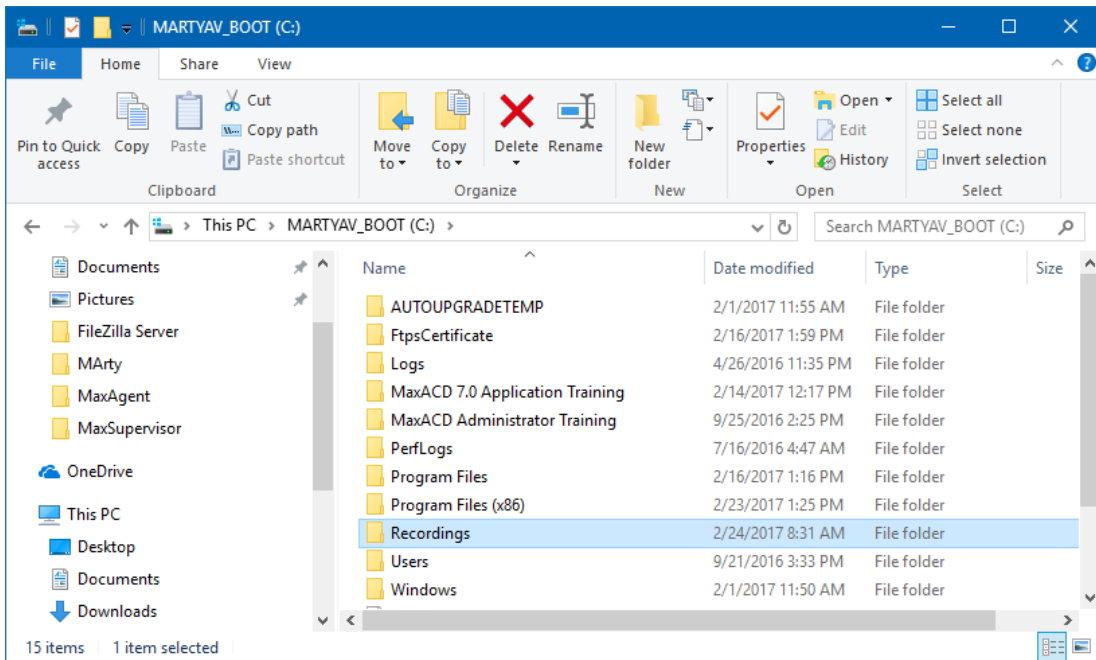 MARTYAV_BOOT (C:)
File Home Share View
Pin to Quick access Copy Paste Cut Copy path Paste shortcut
Move to Copy to Delete Rename New folder Properties Open Edit History Select all Select none Invert selection
Clipboard Organize New Open Select
This PC > MARTYAV_BOOT (C:) > Search MARTYAV_BOOT (C:)
Documents
Pictures
FileZilla Server
MArty
MaxAgent
MaxSupervisor
OneDrive
This PC
Desktop
Documents
Downloads
Name Date modified Type Size
AUTOUPGRADETEMP 2/1/2017 11:55 AM File folder
FtpsCertificate 2/16/2017 1:59 PM File folder
Logs 4/26/2016 11:35 PM File folder
MaxACD 7.0 Application Training 2/14/2017 12:17 PM File folder
MaxACD Administrator Training 9/25/2016 2:25 PM File folder
PerfLogs 7/16/2016 4:47 AM File folder
Program Files 2/16/2017 1:16 PM File folder
Program Files (x86) 2/23/2017 1:25 PM File folder
Recordings 2/24/2017 8:31 AM File folder
Users 9/21/2016 3:33 PM File folder
Windows 2/1/2017 11:50 AM File folder
15 items 1 item selected